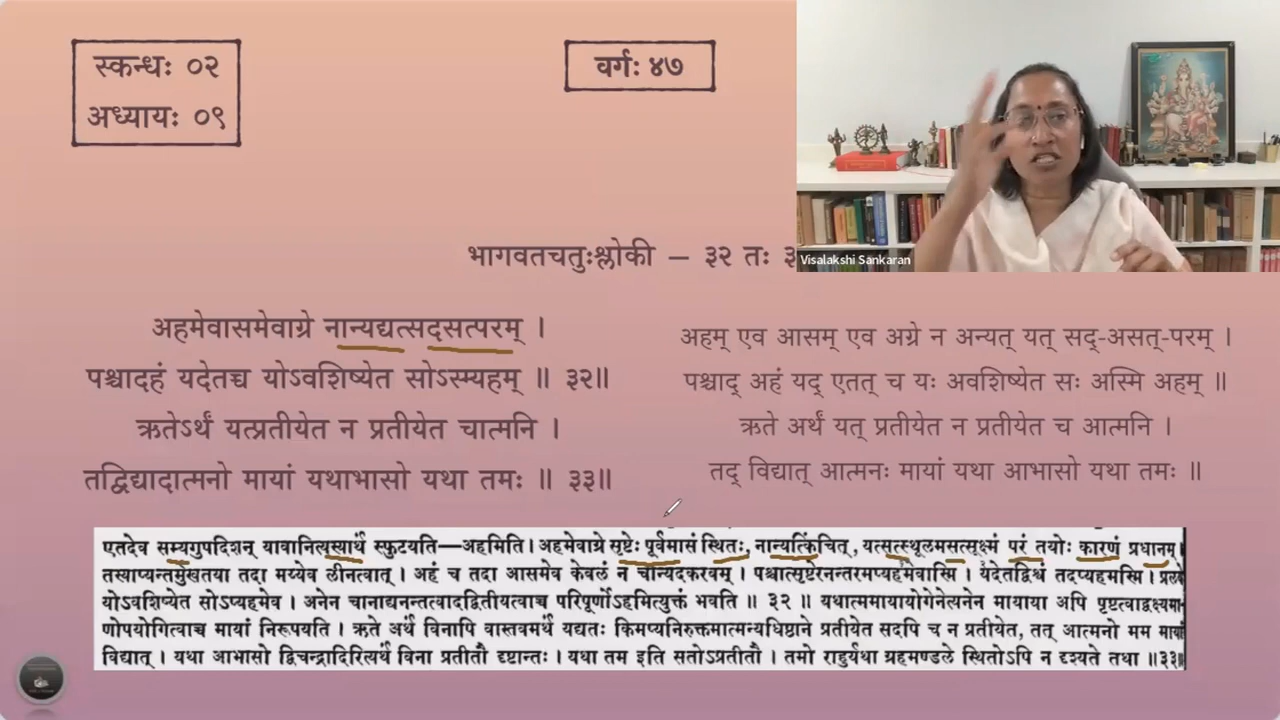 स्कन्धः ०२
अध्यायः ०९
वर्गः ४७
Visalakshi Sankaran
भागवतचतुःश्लोकी – ३२ तः
अहमेवासमेवाग्रे नान्यद्यत्सदसत्परम् ।
पश्चादहं यदेतच्च योऽवशिष्येत सोऽस्म्यहम् ॥ ३२॥
ऋतेऽर्थं यत्प्रतीयेत न प्रतीयेत चात्मनि ।
तद्विद्यादात्मनो मायां यथाभासो यथा तमः ॥ ३३॥
अहम् एव आसम् एव अग्रे न अन्यत् यत् सद्-असत्-परम् ।
पश्चाद् अहं यद् एतत् च यः अवशिष्येत सः अस्मि अहम् ॥
ऋते अर्थं यत् प्रतीयेत न प्रतीयेत च आत्मनि ।
तद् विद्यात् आत्मनः मायां यथा आभासो यथा तमः ॥
एतदेव सम्यगुपदिशन् यावानित्यस्यार्थं स्फुटयति—अहमिति । अहमेवाग्रे सृष्टेः पूर्वमासं स्थितः, नान्यत्किंचित्, यत्सत्स्थूलमसत्सूक्ष्मं परं तयोः कारणं प्रधानम् ।
तस्याप्यन्तर्मुखतया तदा मय्येव लीनत्वात् । अहं च तदा आसमेव केवलं न चान्यदकरवम् । पश्चात्सृष्टेरनन्तरमप्यहमेवास्मि । यदेतद्विश्वं तदप्यहमस्मि । प्रलये
योऽवशिष्येत सोऽप्यहमेव । अनेन चानाद्यनन्तत्वादद्वितीयत्वाच्च परिपूर्णोऽहमित्युक्तं भवति ॥ ३२ ॥ यथात्ममायायोगेनेत्यनेन मायाया अपि पृष्टत्वाद्वक्ष्यमा-
णोपयोगित्वाच्च मायां निरूपयति । ऋते अर्थं विनापि वास्तवमर्थं यद्यतः किमप्यनिरुक्तमात्मन्यधिष्ठाने प्रतीयेत सदपि च न प्रतीयेत, तत् आत्मनो मम मायां
विद्यात् । यथा आभासो द्विचन्द्रादिरित्यर्थं विना प्रतीतौ दृष्टान्तः । यथा तम इति सतोऽप्रतीतौ । तमो राहुर्यथा ग्रहमण्डले स्थितोऽपि न दृश्यते तथा ॥३३॥